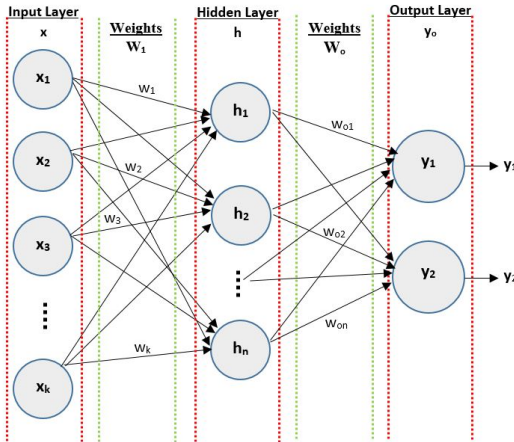 Input Layer
x
Weights
W₁
Hidden Layer
h
Weights
Wₒ
Output Layer
yₒ
x₁
x₂
x₃
xₖ
w₁
w₂
w₃
wₖ
h₁
h₂
hₙ
wₒ₁
wₒ₂
wₒₙ
y₁
y₂
y₁
y₂